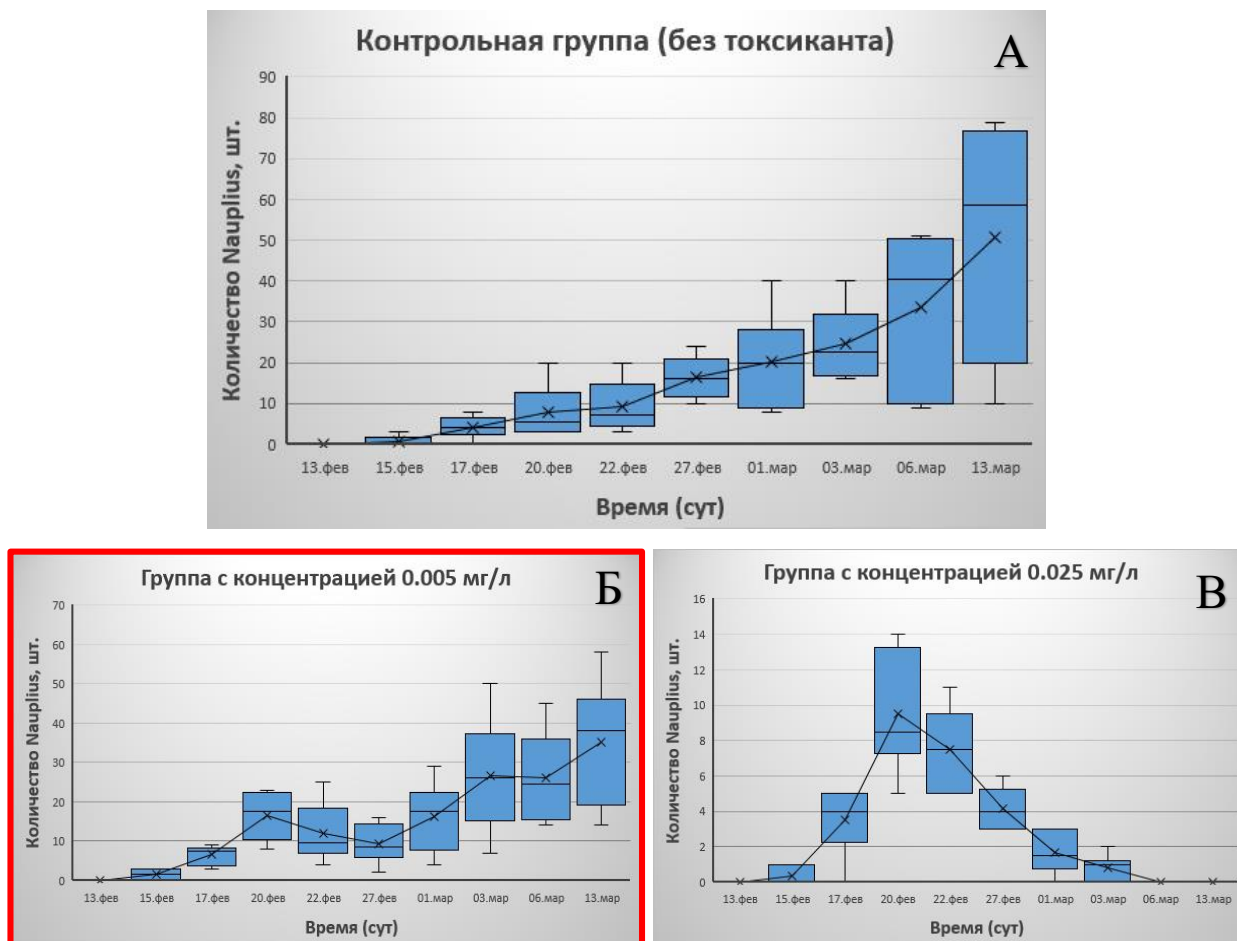 Контрольная группа (без токсиканта)
А
Количество Nauplius, шт.
90
80
70
60
50
40
30
20
10
0
13.фев 15.фев 17.фев 20.фев 22.фев 27.фев 01.мар 03.мар 06.мар 13.мар
Время (сут)
Группа с концентрацией 0.005 мг/л
Б
Количество Nauplius, шт.
70
60
50
40
30
20
10
0
13.фев 15.фев 17.фев 20.фев 22.фев 27.фев 01.мар 03.мар 06.мар 13.мар
Время (сут)
Группа с концентрацией 0.025 мг/л
В
Количество Nauplius, шт.
16
14
12
10
8
6
4
2
0
13.фев 15.фев 17.фев 20.фев 22.фев 27.фев 01.мар 03.мар 06.мар 13.мар
Время (сут)